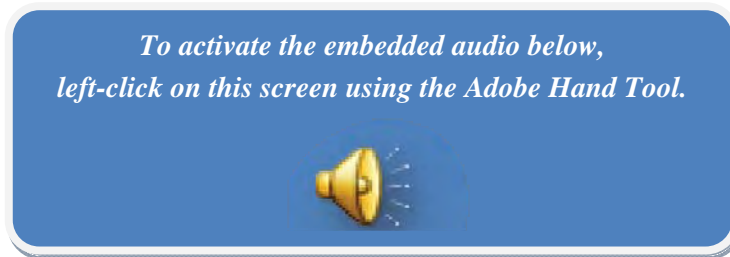 To activate the embedded audio below,
left-click on this screen using the Adobe Hand Tool.